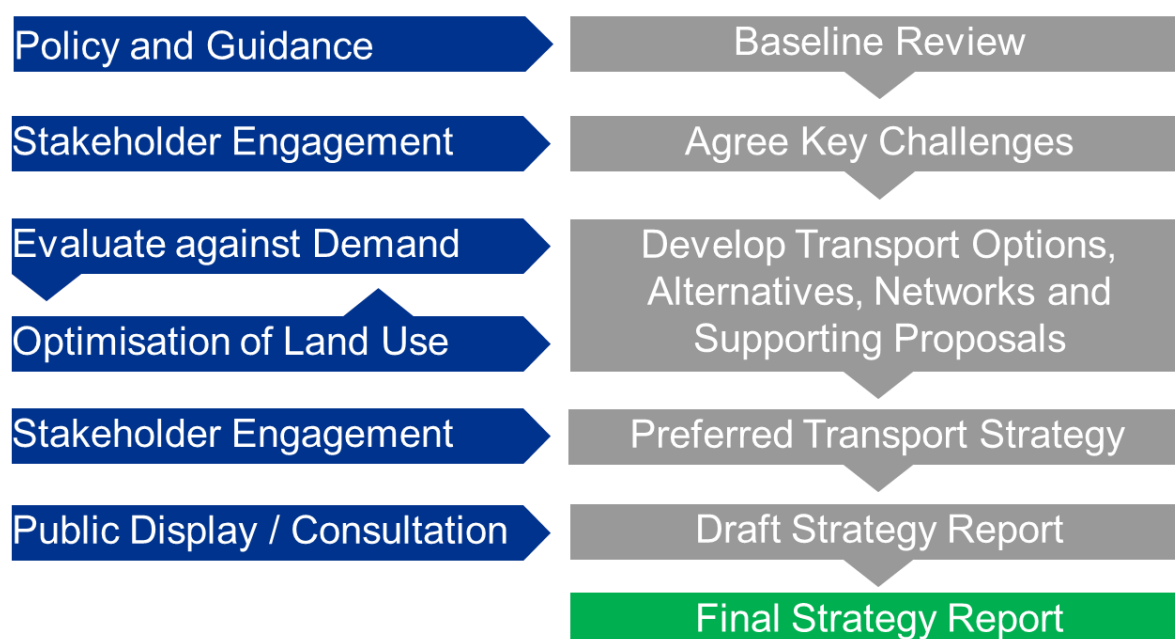 Policy and Guidance
Baseline Review
Stakeholder Engagement
Agree Key Challenges
Evaluate against Demand
Develop Transport Options,
Alternatives, Networks and
Supporting Proposals
Optimisation of Land Use
Stakeholder Engagement
Preferred Transport Strategy
Public Display / Consultation
Draft Strategy Report
Final Strategy Report